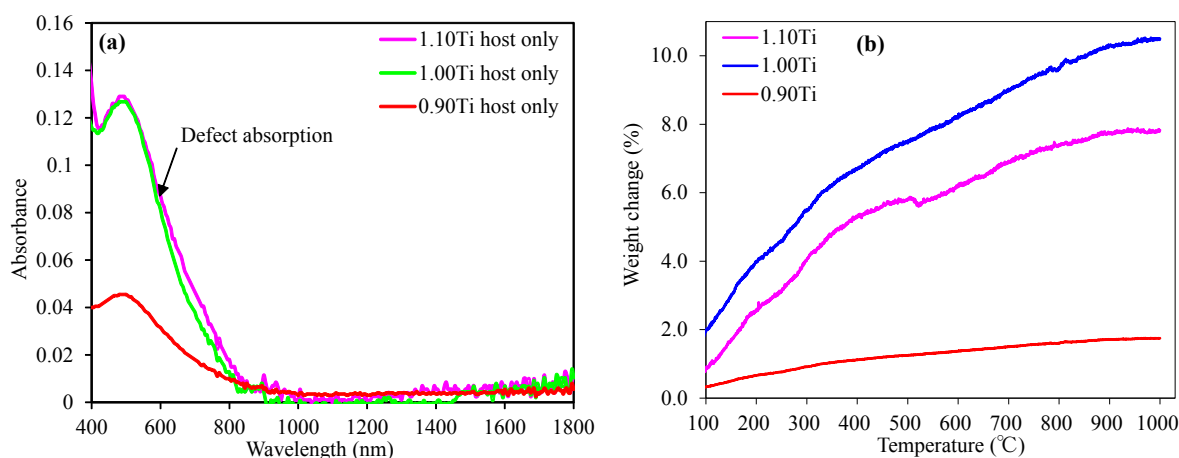 (a)
1.10Ti host only
1.00Ti host only
0.90Ti host only
Defect absorption
Absorbance
0.16
0.14
0.12
0.1
0.08
0.06
0.04
0.02
0
400 600 800 1000 1200 1400 1600 1800
Wavelength (nm)
(b)
1.10Ti
1.00Ti
0.90Ti
Weight change (%)
10.0
8.0
6.0
4.0
2.0
0.0
100 200 300 400 500 600 700 800 900 1000
Temperature (℃)